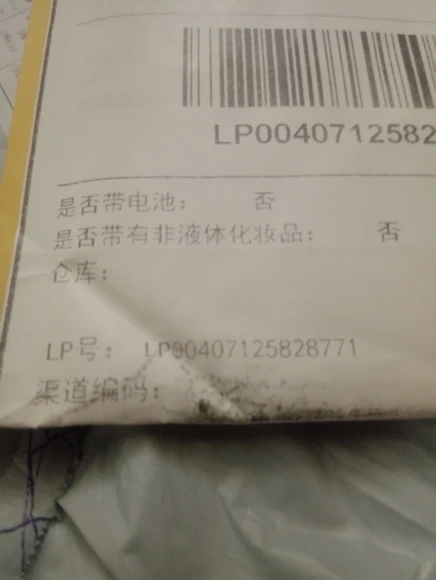 LP0040712582
是否带电池： 否
是否带有非液体化妆品： 否
仓库：
LP号： LP00407125828771
渠道编码：